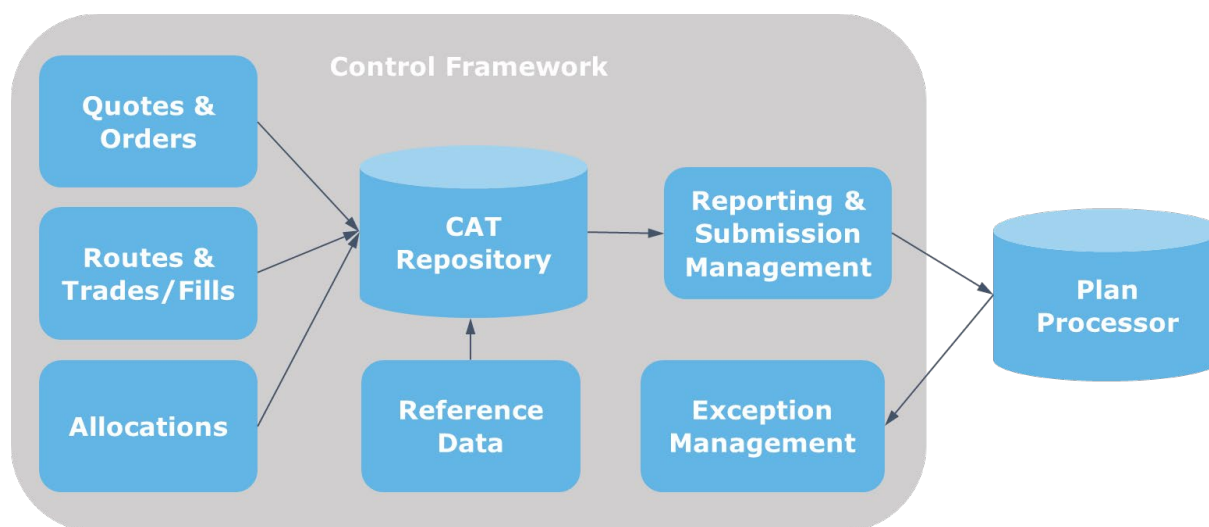 Control Framework
Quotes &
Orders
Routes &
Trades/Fills
Allocations
CAT
Repository
Reference
Data
Reporting &
Submission
Management
Exception
Management
Plan
Processor